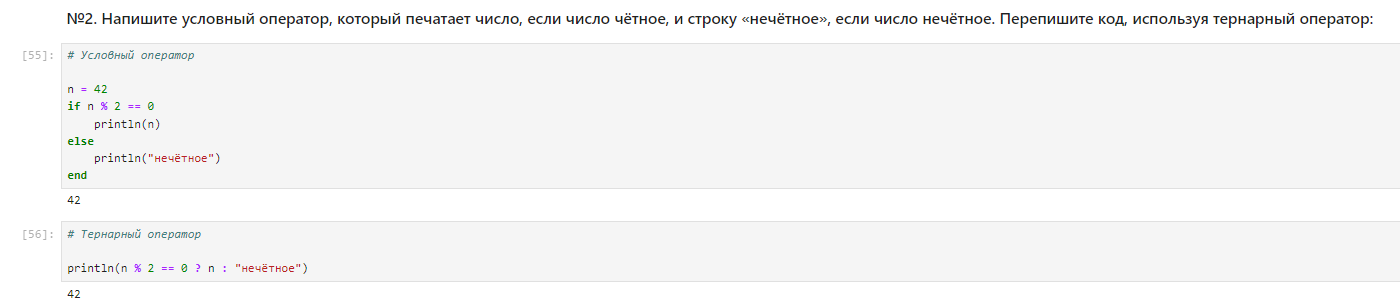 №2. Напишите условный оператор, который печатает число, если число чётное, и строку «нечётное», если число нечётное. Перепишите код, используя тернарный оператор:
[55]: # Условный оператор
n = 42
if n % 2 == 0
    println(n)
else
    println("нечётное")
end
42
[56]: # Тернарный оператор
println(n % 2 == 0 ? n : "нечётное")
42